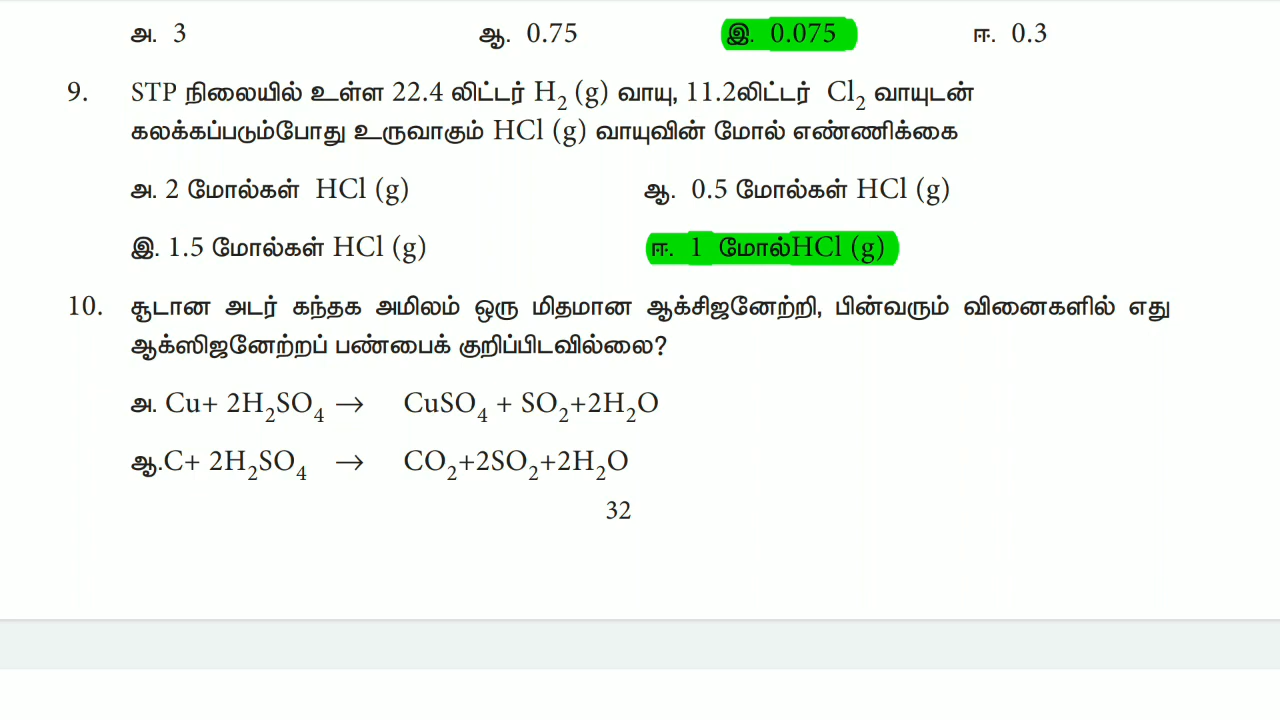 அ. 3 ஆ. 0.75 இ. 0.075 ஈ. 0.3
9. STP நிலையில் உள்ள 22.4 லிட்டர் H₂ (g) வாயு, 11.2லிட்டர் Cl₂ வாயுடன்
கலக்கப்படும்போது உருவாகும் HCl (g) வாயுவின் மோல் எண்ணிக்கை
அ. 2 மோல்கள் HCl (g) ஆ. 0.5 மோல்கள் HCl (g)
இ. 1.5 மோல்கள் HCl (g) ஈ. 1 மோல்HCl (g)
10. சூடான அடர் கந்தக அமிலம் ஒரு மிதமான ஆக்சிஜனேற்றி, பின்வரும் வினைகளில் எது
ஆக்ஸிஜனேற்றப் பண்பைக் குறிப்பிடவில்லை?
அ. Cu+ 2H₂SO₄ → CuSO₄ + SO₂+2H₂O
ஆ.C+ 2H₂SO₄ → CO₂+2SO₂+2H₂O
32